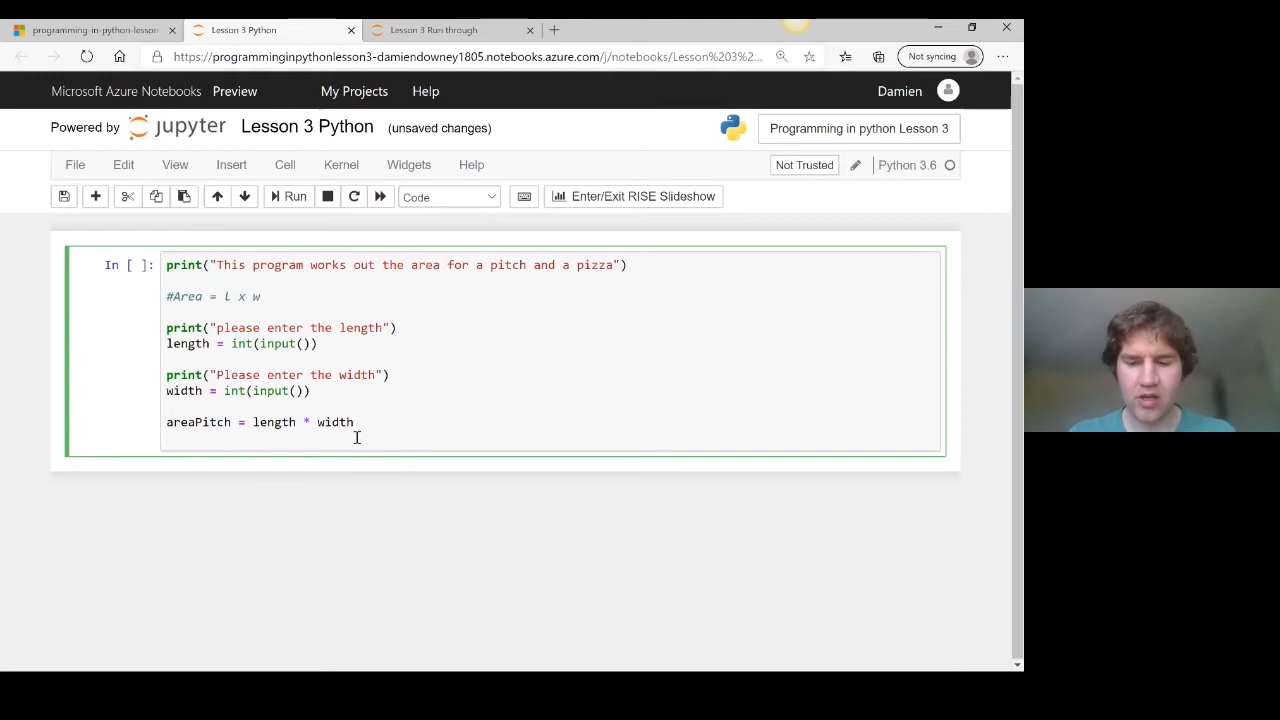 programming-in-python-lesson
Lesson 3 Python
Lesson 3 Run through
https://programminginpythonlesson3-damiendowney1805.notebooks.azure.com/j/notebooks/Lesson%203%...
Not syncing
Microsoft Azure Notebooks Preview My Projects Help Damien
Powered by jupyter Lesson 3 Python (unsaved changes) Programming in python Lesson 3
File Edit View Insert Cell Kernel Widgets Help Not Trusted Python 3.6
Run Code Enter/Exit RISE Slideshow
In [ ]: print("This program works out the area for a pitch and a pizza")
#Area = l x w
print("please enter the length")
length = int(input())
print("Please enter the width")
width = int(input())
areaPitch = length * width